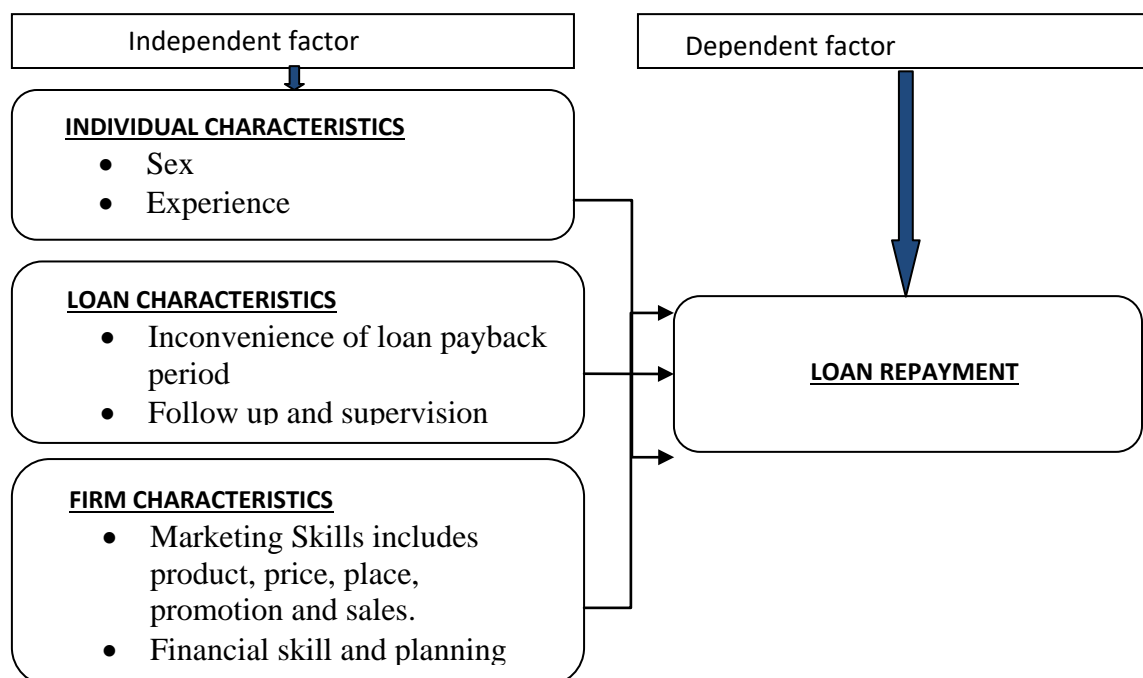 Independent factor
Dependent factor
INDIVIDUAL CHARACTERISTICS
• Sex
• Experience
LOAN CHARACTERISTICS
• Inconvenience of loan payback
period
• Follow up and supervision
LOAN REPAYMENT
FIRM CHARACTERISTICS
• Marketing Skills includes
product, price, place,
promotion and sales.
• Financial skill and planning